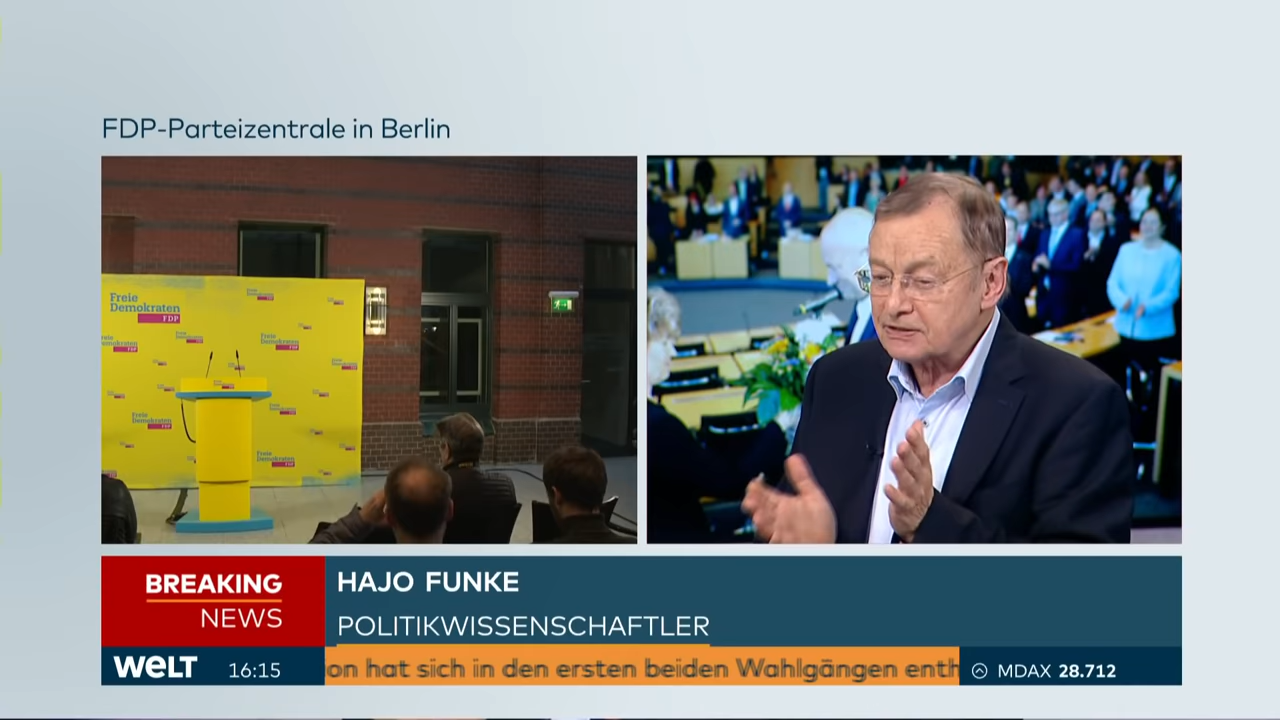 FDP-Parteizentrale in Berlin
Freie
Demokraten
FDP
BREAKING
NEWS
HAJO FUNKE
POLITIKWISSENSCHAFTLER
welt
16:15
on hat sich in den ersten beiden Wahlgängen enth
MDAX 28.712